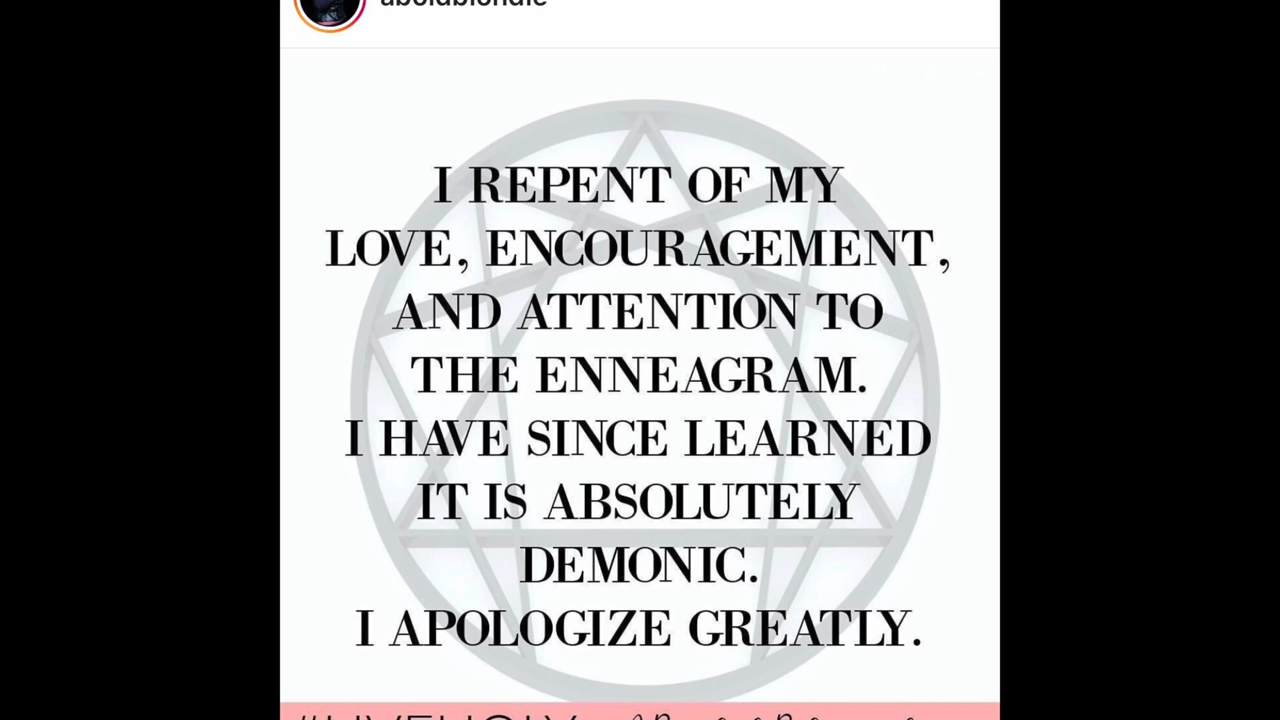 I REPENT OF MY
LOVE, ENCOURAGEMENT,
AND ATTENTION TO
THE ENNEAGRAM.
I HAVE SINCE LEARNED
IT IS ABSOLUTELY
DEMONIC.
I APOLOGIZE GREATLY.